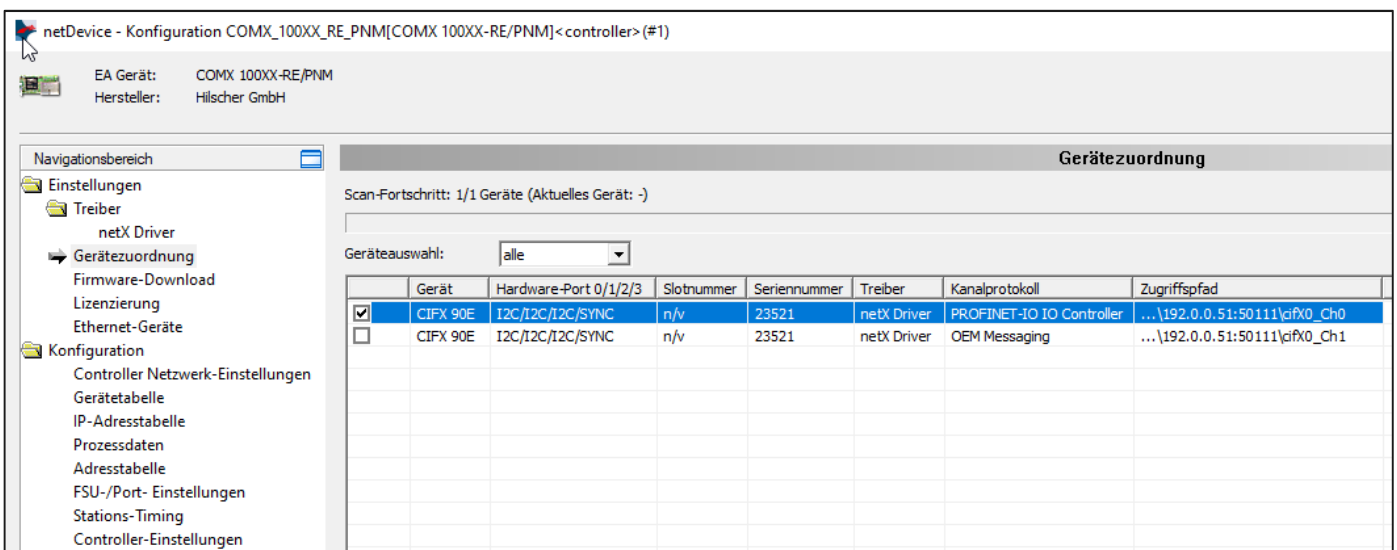 netDevice - Konfiguration COMX_100XX_RE_PNM[COMX 100XX-RE/PNM]<controller>(#1)
EA Gerät: COMX 100XX-RE/PNM
Hersteller: Hilscher GmbH
Navigationsbereich
Einstellungen
Treiber
netX Driver
Gerätezuordnung
Firmware-Download
Lizenzierung
Ethernet-Geräte
Konfiguration
Controller Netzwerk-Einstellungen
Gerätetabelle
IP-Adresstabelle
Prozessdaten
Adresstabelle
FSU-/Port- Einstellungen
Stations-Timing
Controller-Einstellungen
Gerätezuordnung
Scan-Fortschritt: 1/1 Geräte (Aktuelles Gerät: -)
Geräteauswahl: alle
Gerät Hardware-Port 0/1/2/3 Slotnummer Seriennummer Treiber Kanalprotokoll Zugriffspfad
CIFX 90E I2C/I2C/I2C/SYNC n/v 23521 netX Driver PROFINET-IO IO Controller ...\192.0.0.51:50111\cifX0_Ch0
CIFX 90E I2C/I2C/I2C/SYNC n/v 23521 netX Driver OEM Messaging ...\192.0.0.51:50111\cifX0_Ch1